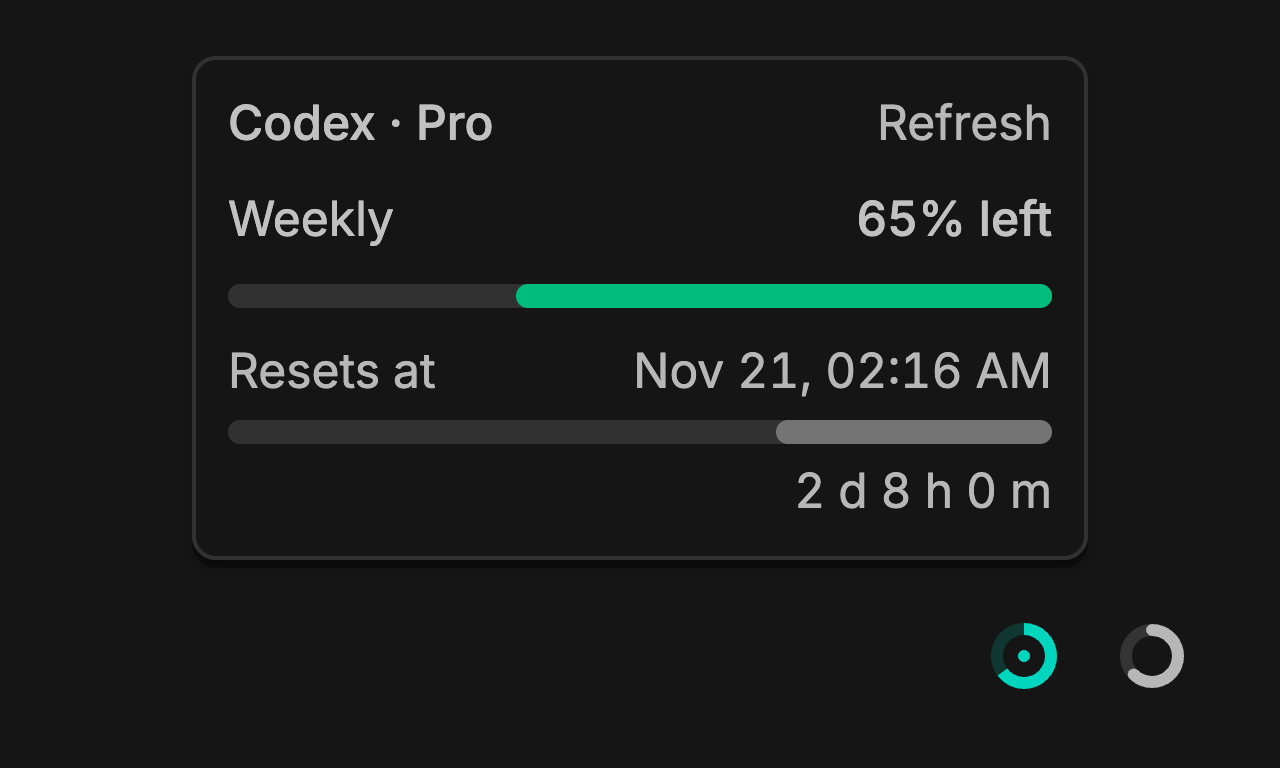 Codex · Pro Refresh
Weekly 65% left
Resets at Nov 21, 02:16 AM
2 d 8 h 0 m